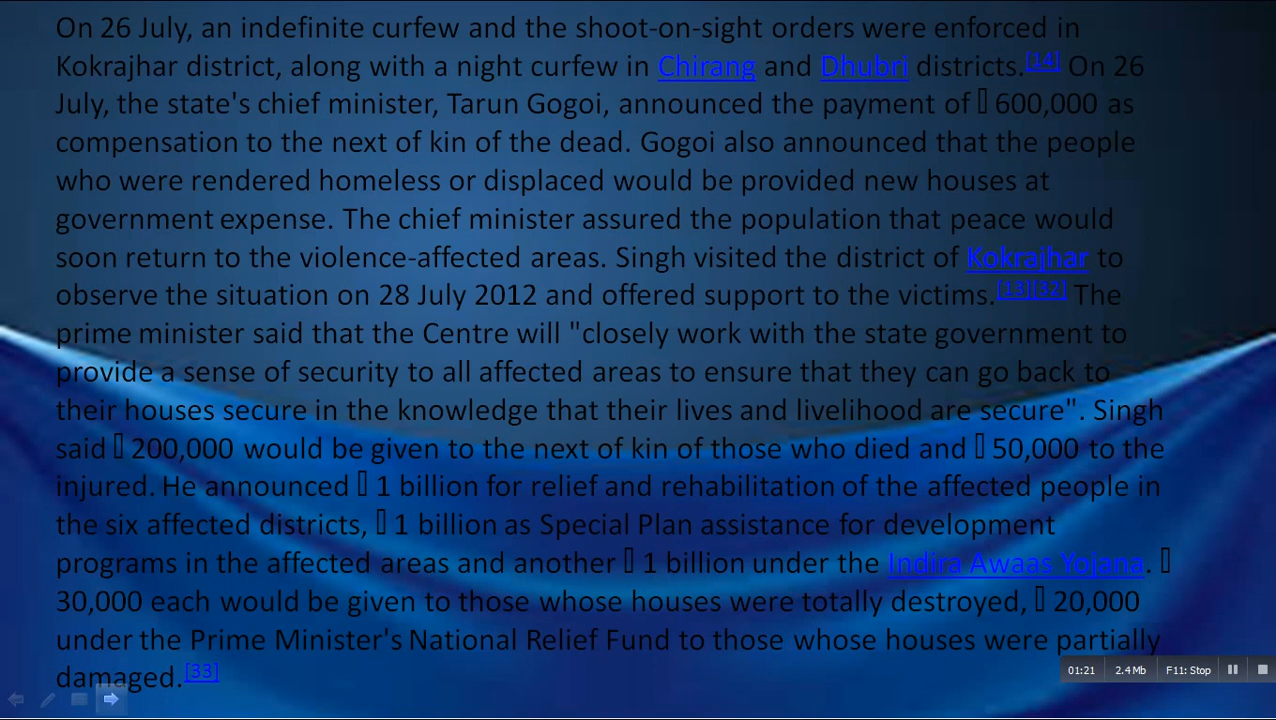 On 26 July, an indefinite curfew and the shoot-on-sight orders were enforced in
Kokrajhar district, along with a night curfew in Chirang and Dhubri districts.[14] On 26
July, the state's chief minister, Tarun Gogoi, announced the payment of ▯ 600,000 as
compensation to the next of kin of the dead. Gogoi also announced that the people
who were rendered homeless or displaced would be provided new houses at
government expense. The chief minister assured the population that peace would
soon return to the violence-affected areas. Singh visited the district of Kokrajhar to
observe the situation on 28 July 2012 and offered support to the victims.[13][32] The
prime minister said that the Centre will "closely work with the state government to
provide a sense of security to all affected areas to ensure that they can go back to
their houses secure in the knowledge that their lives and livelihood are secure". Singh
said ▯ 200,000 would be given to the next of kin of those who died and ▯ 50,000 to the
injured. He announced ▯ 1 billion for relief and rehabilitation of the affected people in
the six affected districts, ▯ 1 billion as Special Plan assistance for development
programs in the affected areas and another ▯ 1 billion under the Indira Awaas Yojana. ▯
30,000 each would be given to those whose houses were totally destroyed, ▯ 20,000
under the Prime Minister's National Relief Fund to those whose houses were partially
damaged.[33]
01:21 2.4 Mb F11: Stop